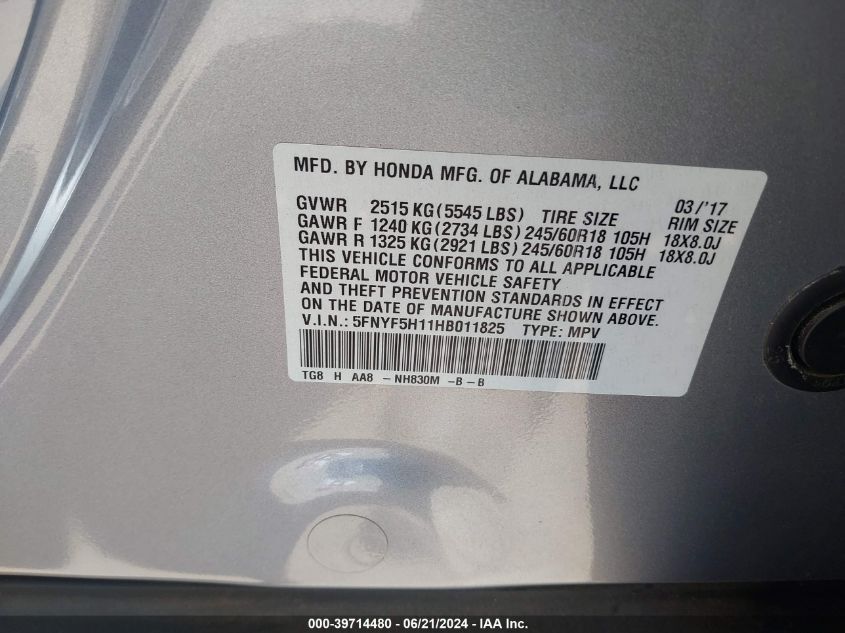 MFD. BY HONDA MFG. OF ALABAMA, LLC
03/'17
GVWR 2515 KG(5545 LBS) TIRE SIZE RIM SIZE
GAWR F 1240 KG(2734 LBS) 245/60R18 105H 18X8.0J
GAWR R 1325 KG(2921 LBS) 245/60R18 105H 18X8.0J
THIS VEHICLE CONFORMS TO ALL APPLICABLE
FEDERAL MOTOR VEHICLE SAFETY
AND THEFT PREVENTION STANDARDS IN EFFECT
ON THE DATE OF MANUFACTURE SHOWN ABOVE.
V.I.N.: 5FNYF5H11HB011825 TYPE: MPV
TG8 H AA8 - NH830M -B-B
000-39714480 - 06/21/2024 - IAA Inc.